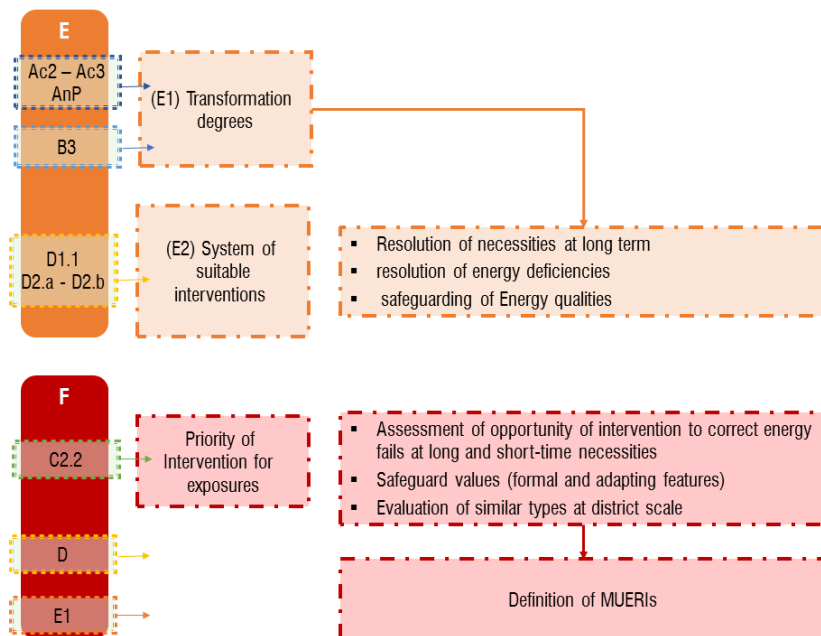 E
Ac2 – Ac3
AnP
(E1) Transformation
degrees
B3
D1.1
D2.a - D2.b
(E2) System of
suitable
interventions
▪ Resolution of necessities at long term
▪ resolution of energy deficiencies
▪ safeguarding of Energy qualities
F
C2.2
Priority of
Intervention for
exposures
▪ Assessment of opportunity of intervention to correct energy
fails at long and short-time necessities
▪ Safeguard values (formal and adapting features)
▪ Evaluation of similar types at district scale
D
E1
Definition of MUERIs